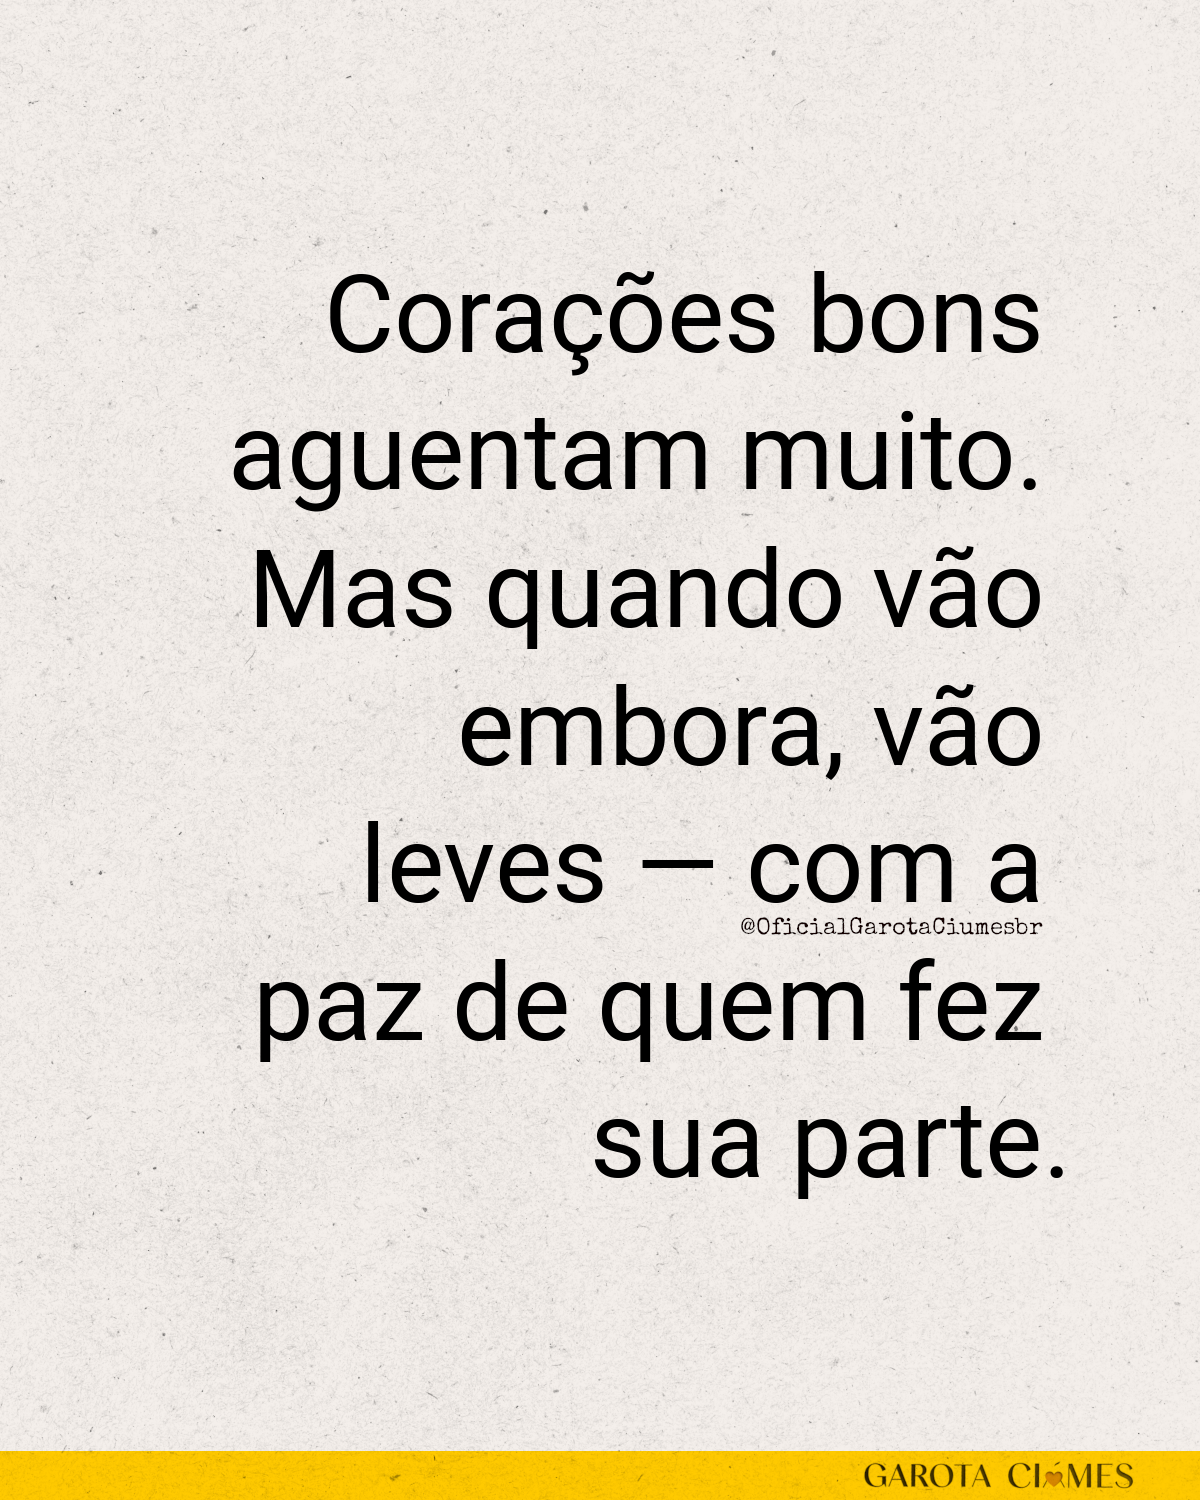 Corações bons
aguentam muito.
Mas quando vão
embora, vão
leves — com a
@OficialGarotaCiumesbr
paz de quem fez
sua parte.
GAROTA CIÚMES